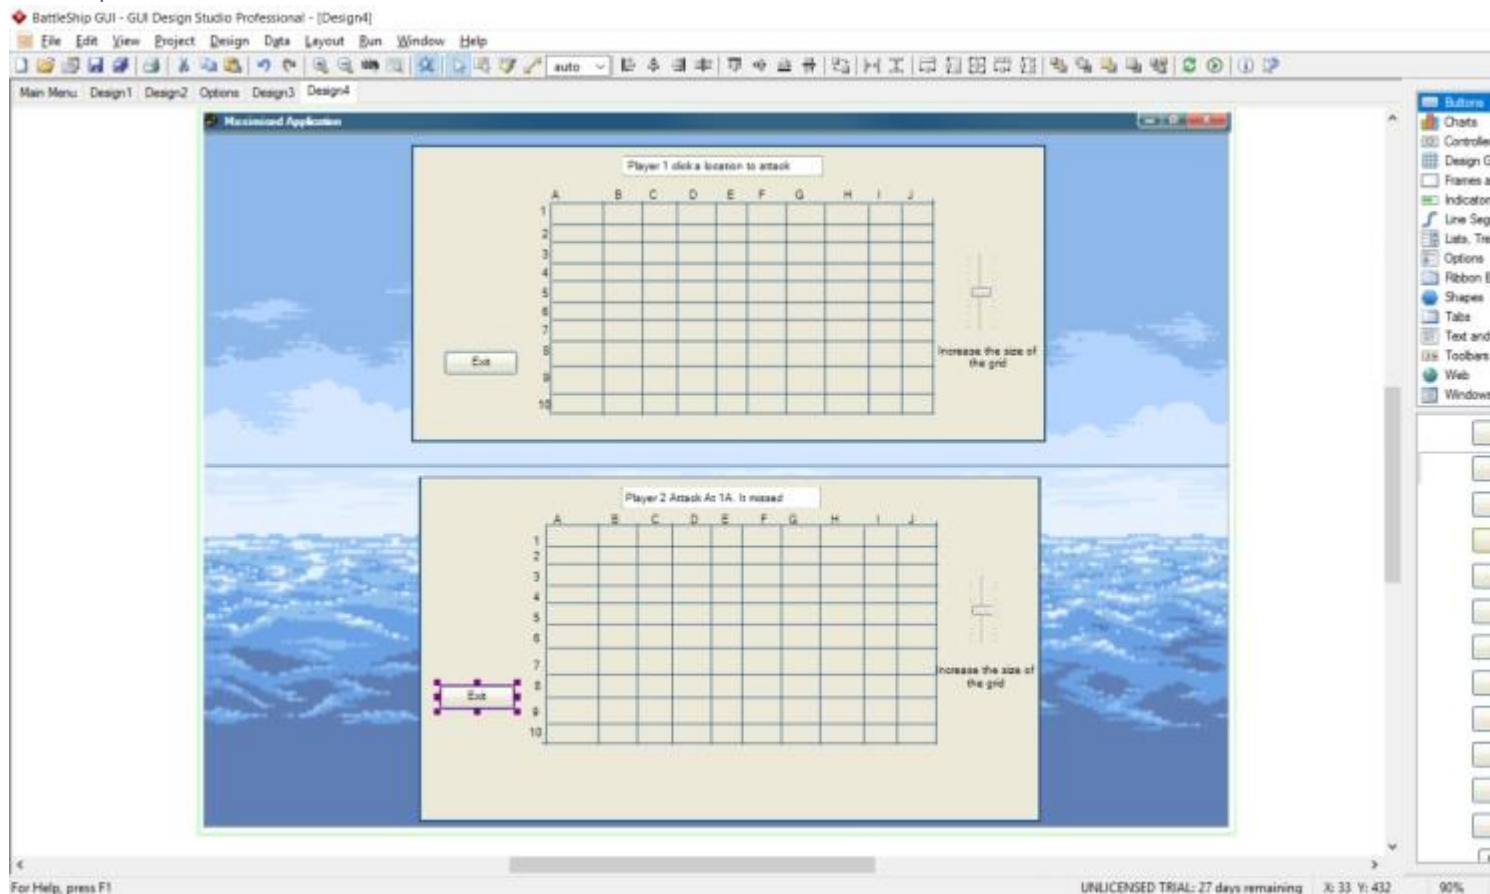 BattleShip GUI - GUI Design Studio Professional - [Design4]
File Edit View Project Design Data Layout Run Window Help
auto
Main Menu Design1 Design2 Options Design3 Design4
Maximised Application
Player 1 click a location to attack
A B C D E F G H I J
1
2
3
4
5
6
7
8
9
10
Exit
Increase the size of
the grid
Player 2 Attack At 1A. It missed
A B C D E F G H I J
1
2
3
4
5
6
7
8
9
10
Exit
Increase the size of
the grid
Buttons
Charts
Design G
Frames a
Line Seg
Lists, Tre
Options
Ribbon E
Shapes
Tabs
Text and
Toolbars
Web
Windows
For Help, press F1
UNLICENSED TRIAL: 27 days remaining X: 33 Y: 432 90%